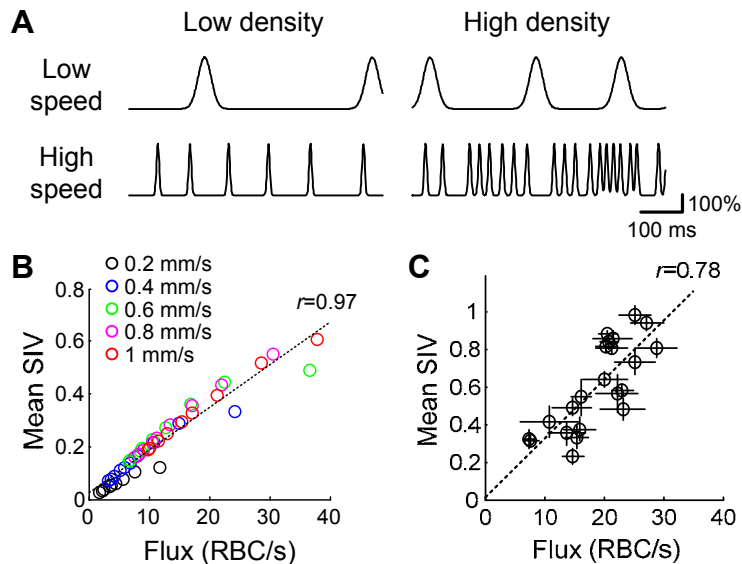 A
Low density
High density
Low
speed
High
speed
100%
100 ms
B
0.2 mm/s
0.4 mm/s
0.6 mm/s
0.8 mm/s
1 mm/s
r=0.97
Mean SIV
0.8
0.6
0.4
0.2
0
0
10
20
30
40
Flux (RBC/s)
C
r=0.78
Mean SIV
1
0.8
0.6
0.4
0.2
0
0
10
20
30
40
Flux (RBC/s)